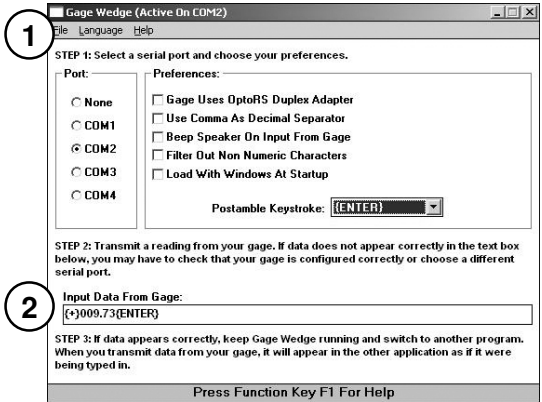 Gage Wedge (Active On COM2)
1
File Language Help
STEP 1: Select a serial port and choose your preferences.
Port:
None
COM1
COM2
COM3
COM4
Preferences:
Gage Uses OptoRS Duplex Adapter
Use Comma As Decimal Separator
Beep Speaker On Input From Gage
Filter Out Non Numeric Characters
Load With Windows At Startup
Postamble Keystroke: {ENTER}
STEP 2: Transmit a reading from your gage. If data does not appear correctly in the text box
below, you may have to check that your gage is configured correctly or choose a different
serial port.
2
Input Data From Gage:
{+}009.73{ENTER}
STEP 3: If data appears correctly, keep Gage Wedge running and switch to another program.
When you transmit data from your gage, it will appear in the other application as if it were
being typed in.
Press Function Key F1 For Help